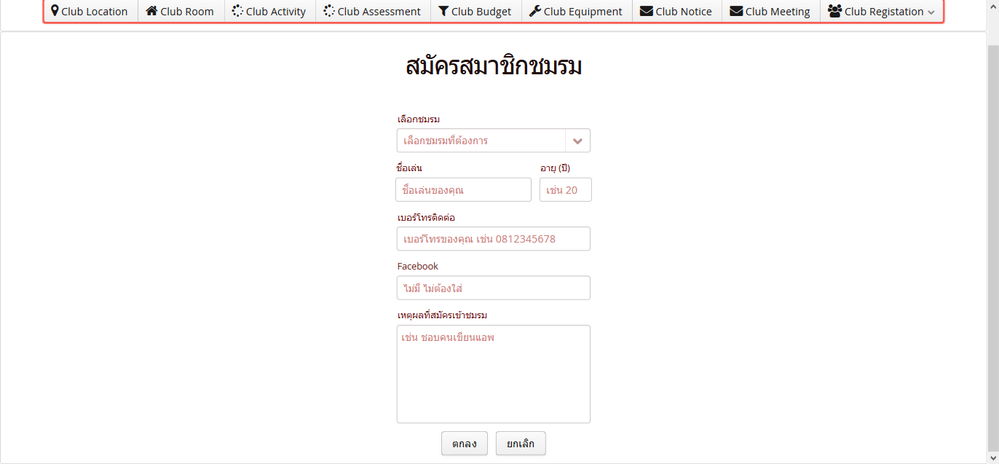 Club Location Club Room Club Activity Club Assessment Club Budget Club Equipment Club Notice Club Meeting Club Registation
สมัครสมาชิกชมรม
เลือกชมรม
เลือกชมรมที่ต้องการ
ชื่อเล่น อายุ (ปี)
ชื่อเล่นของคุณ เช่น 20
เบอร์โทรติดต่อ
เบอร์โทรของคุณ เช่น 0812345678
Facebook
ไม่มี ไม่ต้องใส่
เหตุผลที่สมัครเข้าชมรม
เช่น ชอบคนเขียนแอพ
ตกลง ยกเลิก